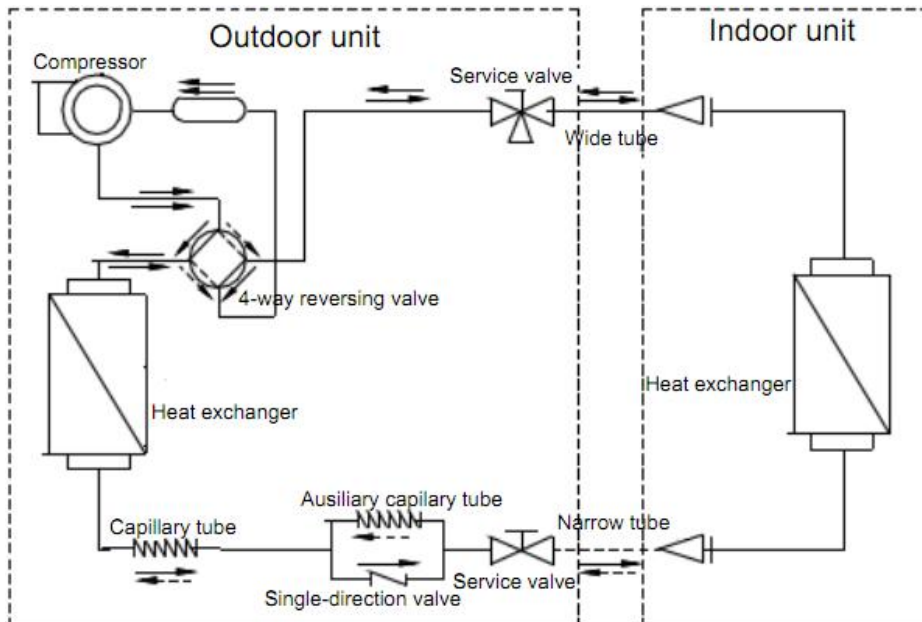 Outdoor unit
Indoor unit
Compressor
Service valve
Wide tube
4-way reversing valve
Heat exchanger
Heat exchanger
Ausiliary capilary tube
Capillary tube
Narrow tube
Service valve
Single-direction valve